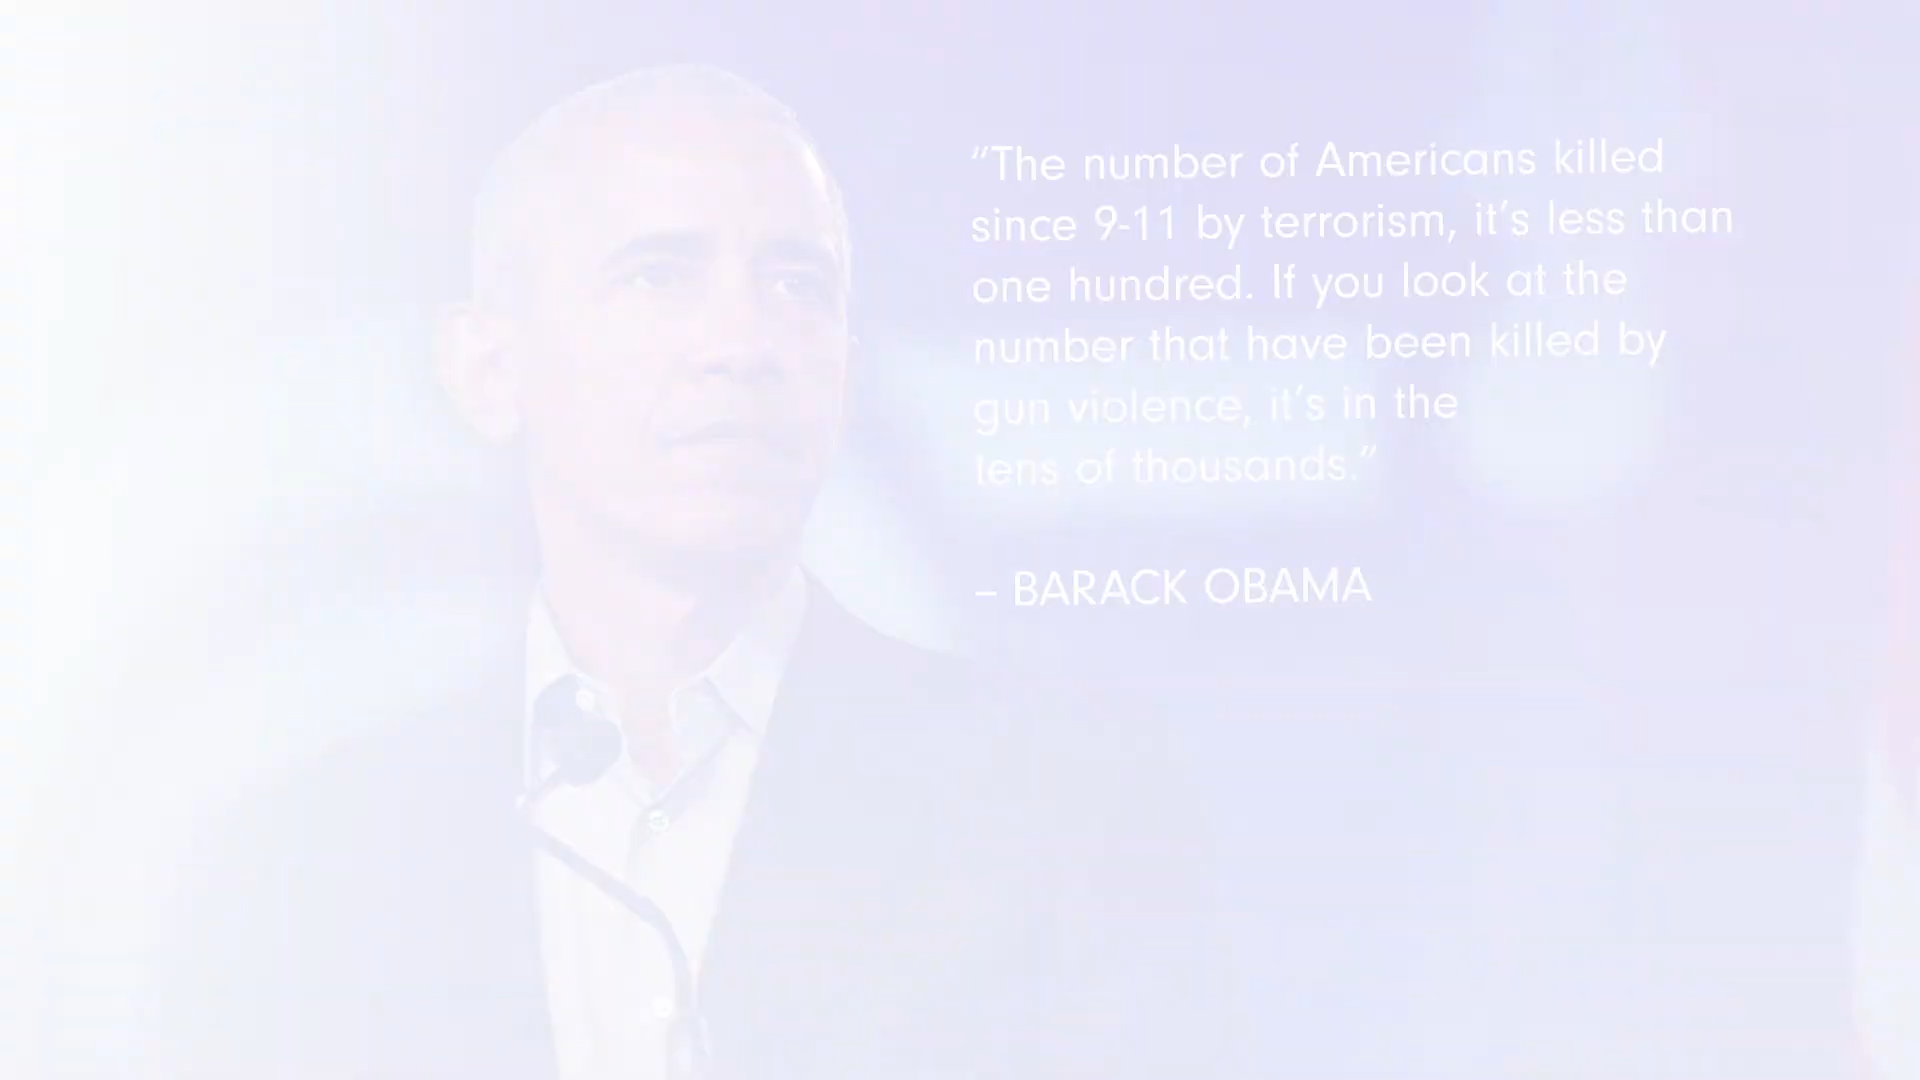 “The number of Americans killed
since 9-11 by terrorism, it’s less than
one hundred. If you look at the
number that have been killed by
gun violence, it’s in the
tens of thousands.”
– BARACK OBAMA